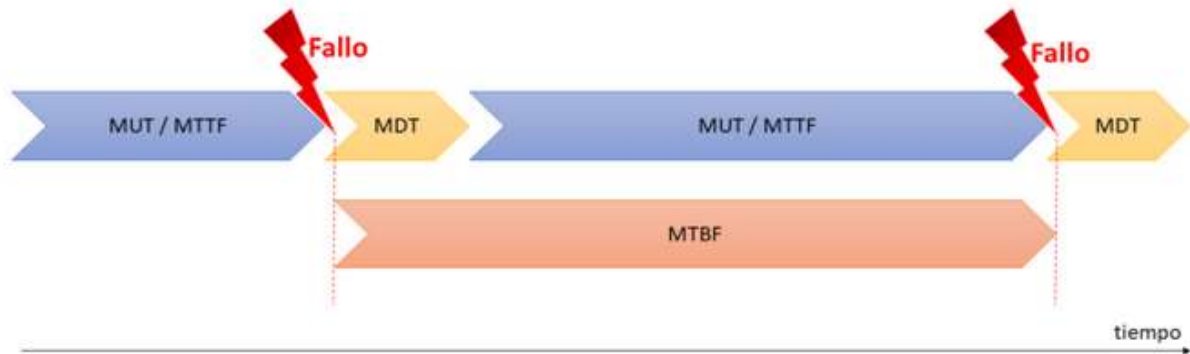 Fallo
Fallo
MUT / MTTF
MDT
MUT / MTTF
MDT
MTBF
tiempo